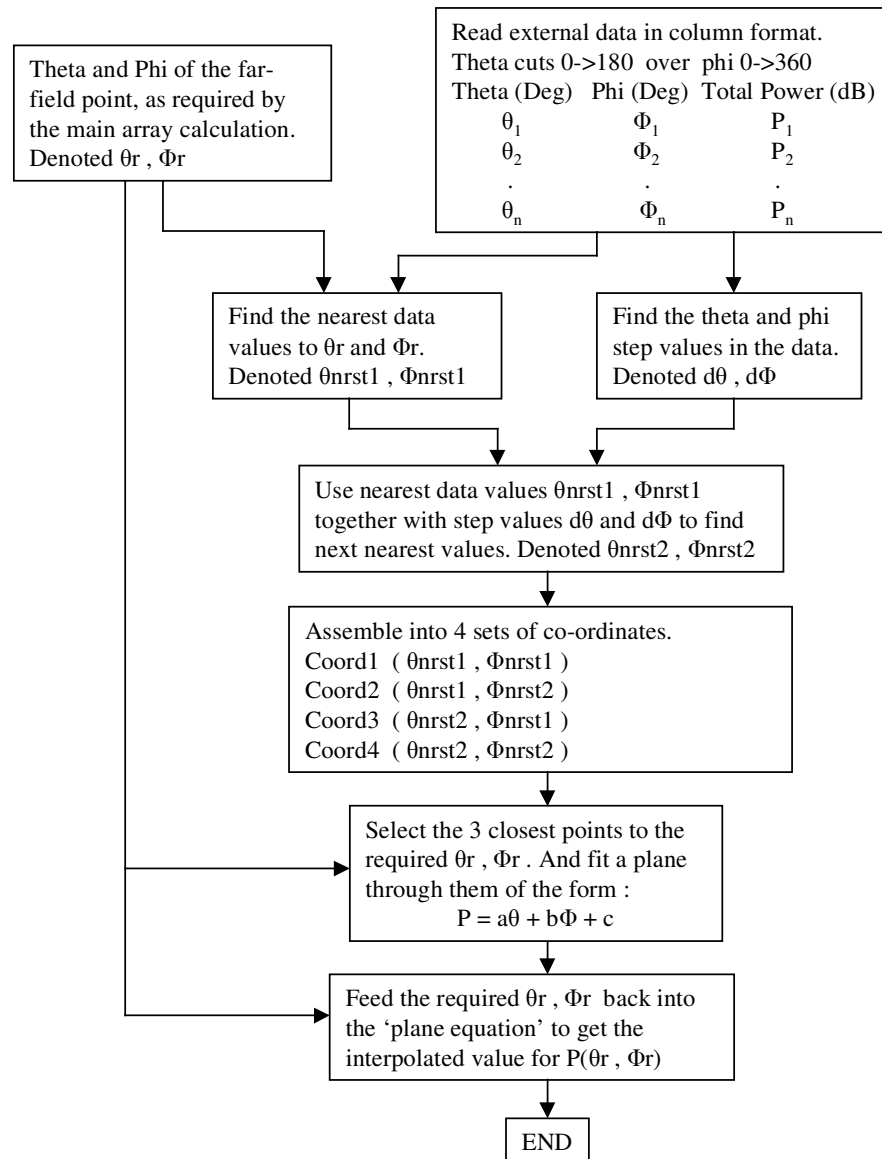 Theta and Phi of the far-
field point, as required by
the main array calculation.
Denoted θr , Φr
Read external data in column format.
Theta cuts 0->180 over phi 0->360
Theta (Deg) Phi (Deg) Total Power (dB)
θ1 Φ1 P1
θ2 Φ2 P2
. . .
θn Φn Pn
Find the nearest data
values to θr and Φr.
Denoted θnrst1 , Φnrst1
Find the theta and phi
step values in the data.
Denoted dθ , dΦ
Use nearest data values θnrst1 , Φnrst1
together with step values dθ and dΦ to find
next nearest values. Denoted θnrst2 , Φnrst2
Assemble into 4 sets of co-ordinates.
Coord1 ( θnrst1 , Φnrst1 )
Coord2 ( θnrst1 , Φnrst2 )
Coord3 ( θnrst2 , Φnrst1 )
Coord4 ( θnrst2 , Φnrst2 )
Select the 3 closest points to the
required θr , Φr . And fit a plane
through them of the form :
P = aθ + bΦ + c
Feed the required θr , Φr back into
the ‘plane equation’ to get the
interpolated value for P(θr , Φr)
END